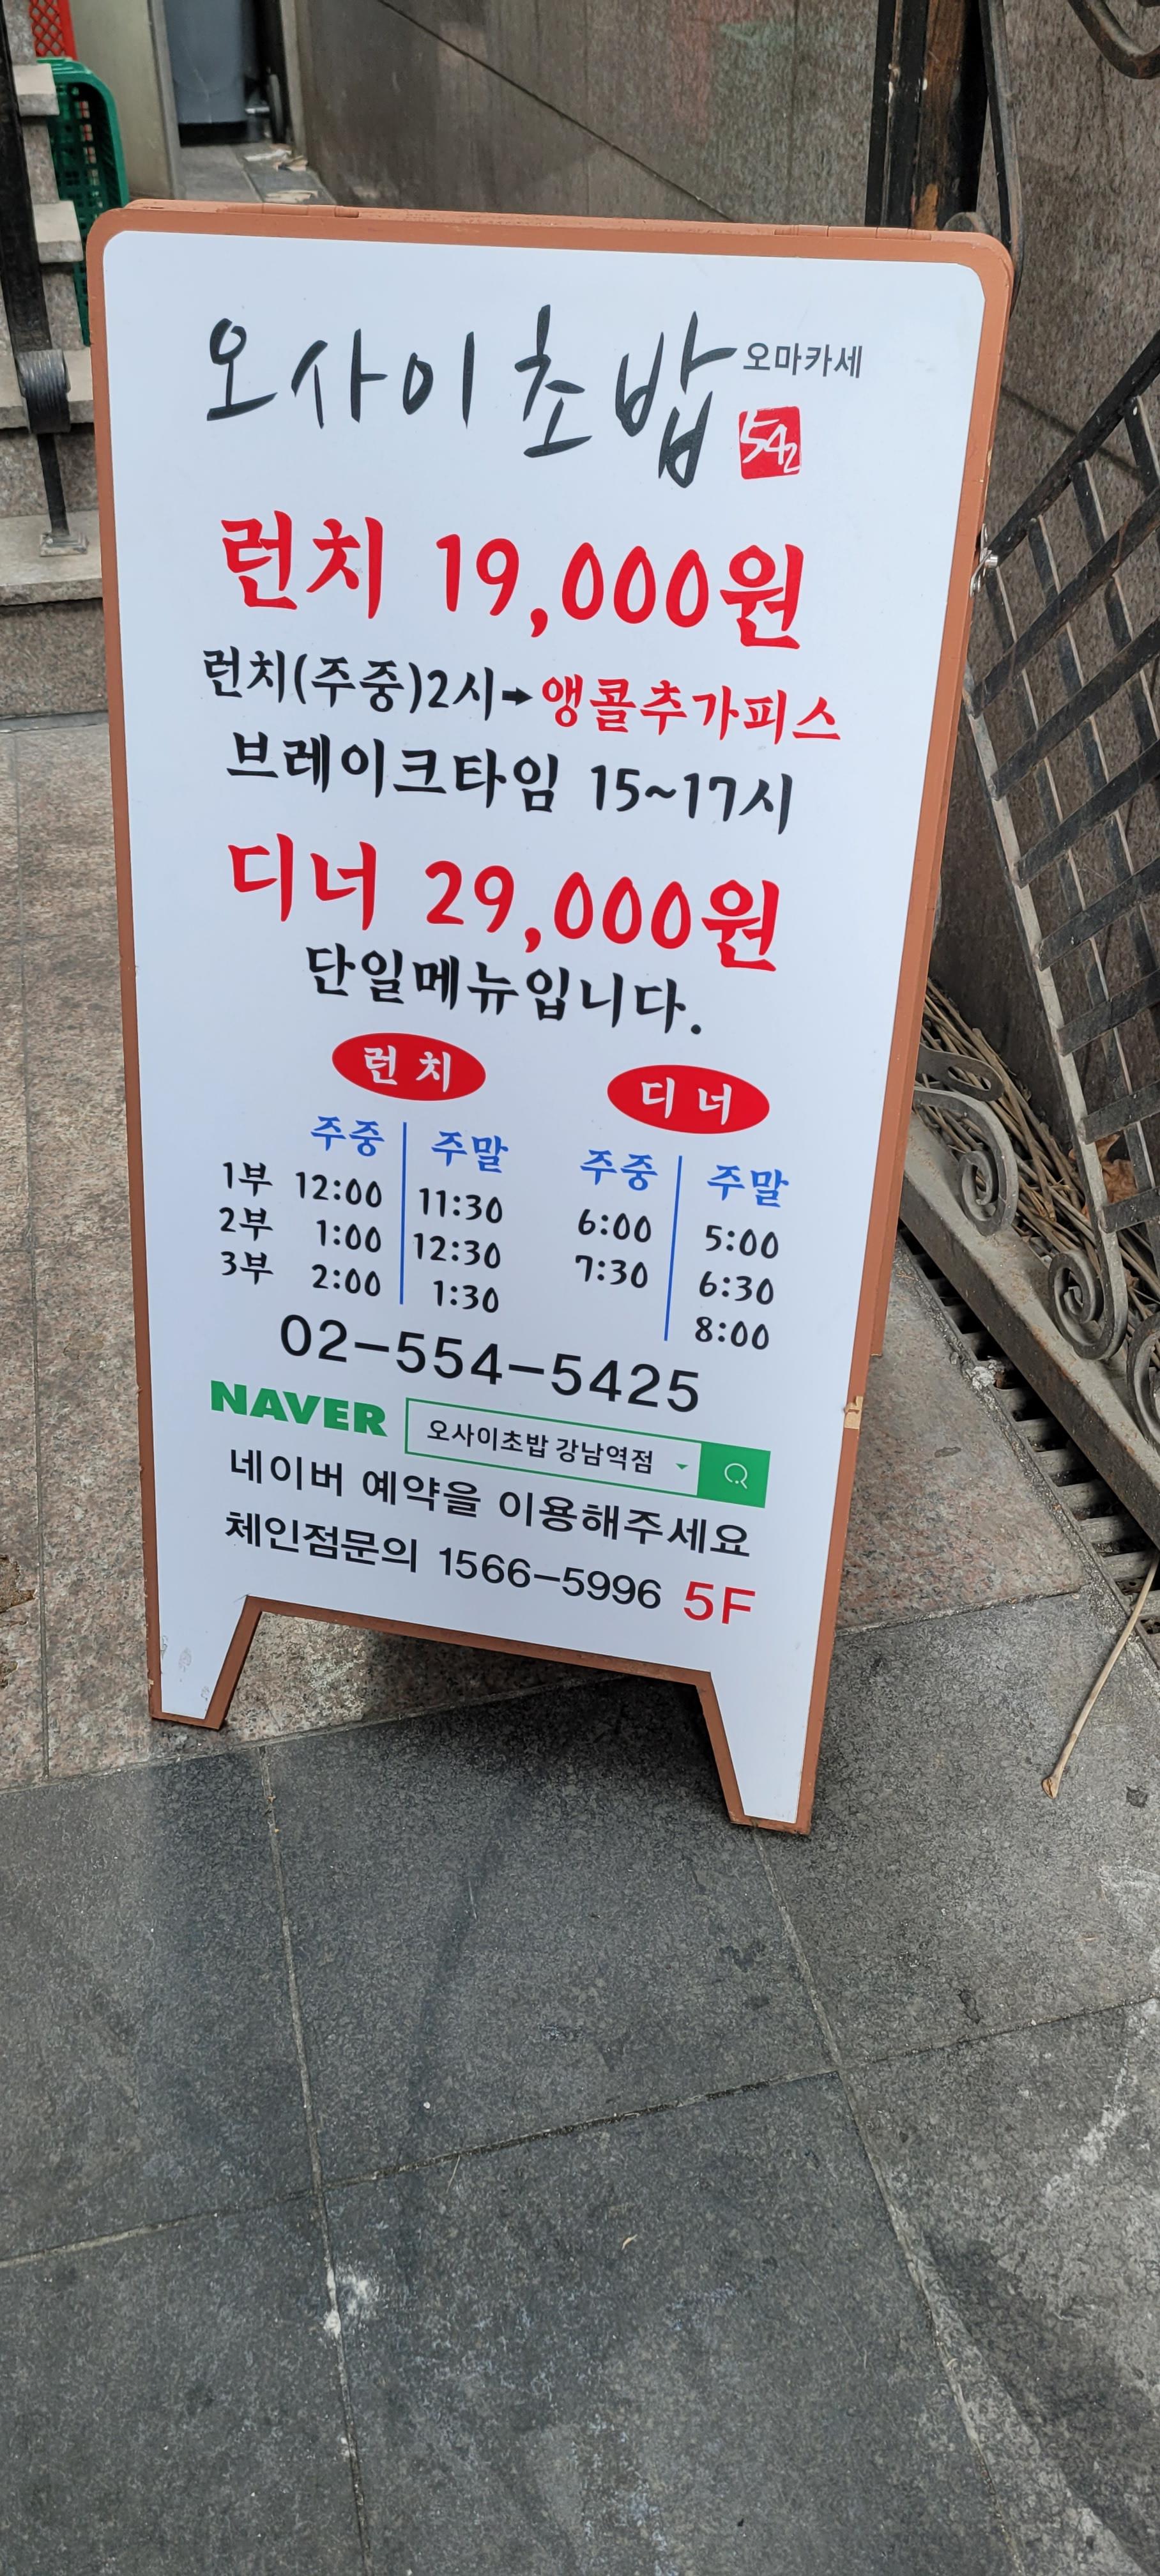 오사이초밥 오마카세
542
런치 19,000원
런치(주중)2시→앵콜추가피스
브레이크타임 15~17시
디너 29,000원
단일메뉴입니다.
런치 디너
주중 주말 주중 주말
1부 12:00 11:30 6:00 5:00
2부 1:00 12:30 7:30 6:30
3부 2:00 1:30 8:00
02-554-5425
NAVER 오사이초밥 강남역점
네이버 예약을 이용해주세요
체인점문의 1566-5996 5F